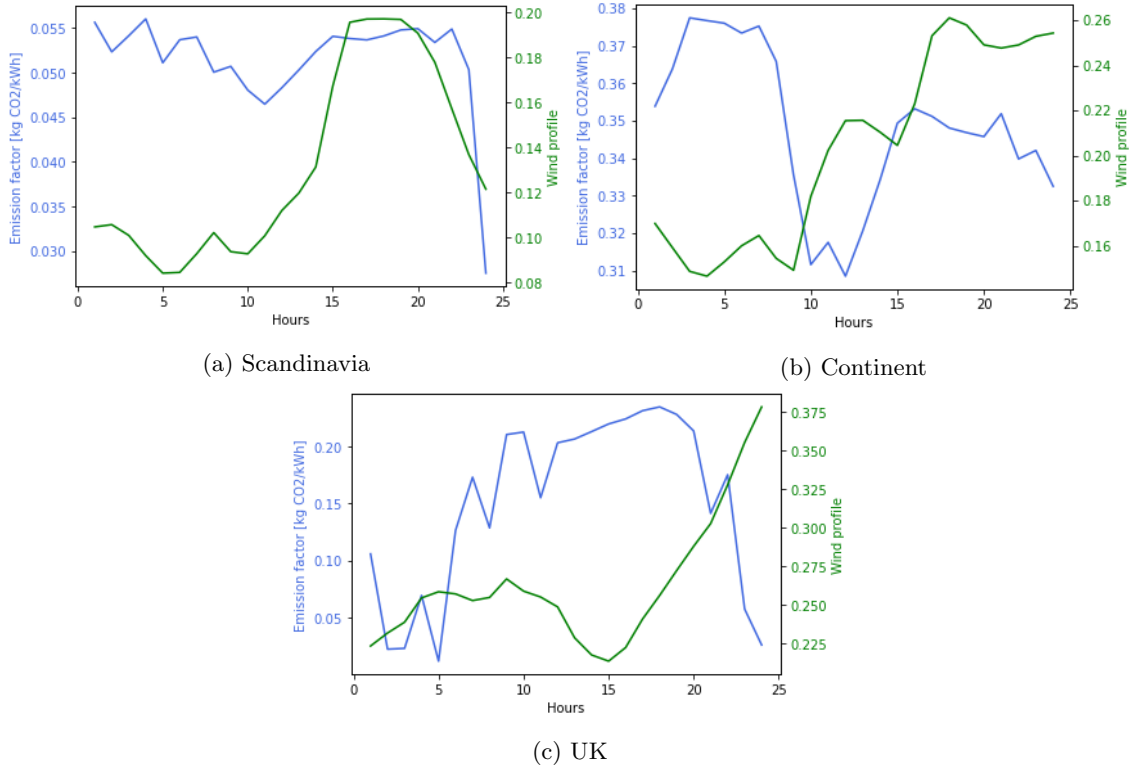 0.055
0.050
0.045
0.040
0.035
0.030
Emission factor [kg CO2/kWh]
0.20
0.18
0.16
0.14
0.12
0.10
0.08
Wind profile
0 5 10 15 20 25
Hours
(a) Scandinavia
0.38
0.37
0.36
0.35
0.34
0.33
0.32
0.31
Emission factor [kg CO2/kWh]
0.26
0.24
0.22
0.20
0.18
0.16
Wind profile
0 5 10 15 20 25
Hours
(b) Continent
0.20
0.15
0.10
0.05
Emission factor [kg CO2/kWh]
0.375
0.350
0.325
0.300
0.275
0.250
0.225
Wind profile
0 5 10 15 20 25
Hours
(c) UK